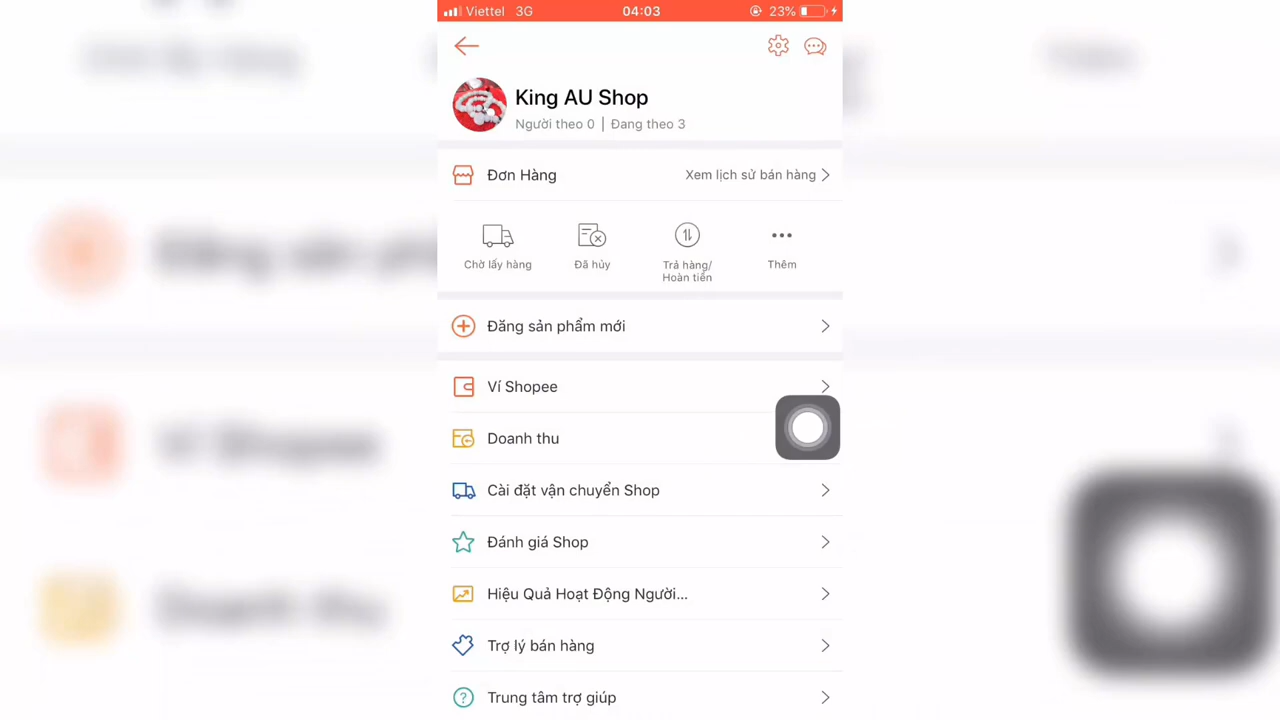 Viettel 3G 04:03 23%
King AU Shop
Người theo 0 | Đang theo 3
Đơn Hàng Xem lịch sử bán hàng
Chờ lấy hàng Đã hủy Trả hàng/ Thêm
Hoàn tiền
Đăng sản phẩm mới
Ví Shopee
Doanh thu
Cài đặt vận chuyển Shop
Đánh giá Shop
Hiệu Quả Hoạt Động Người...
Trợ lý bán hàng
Trung tâm trợ giúp